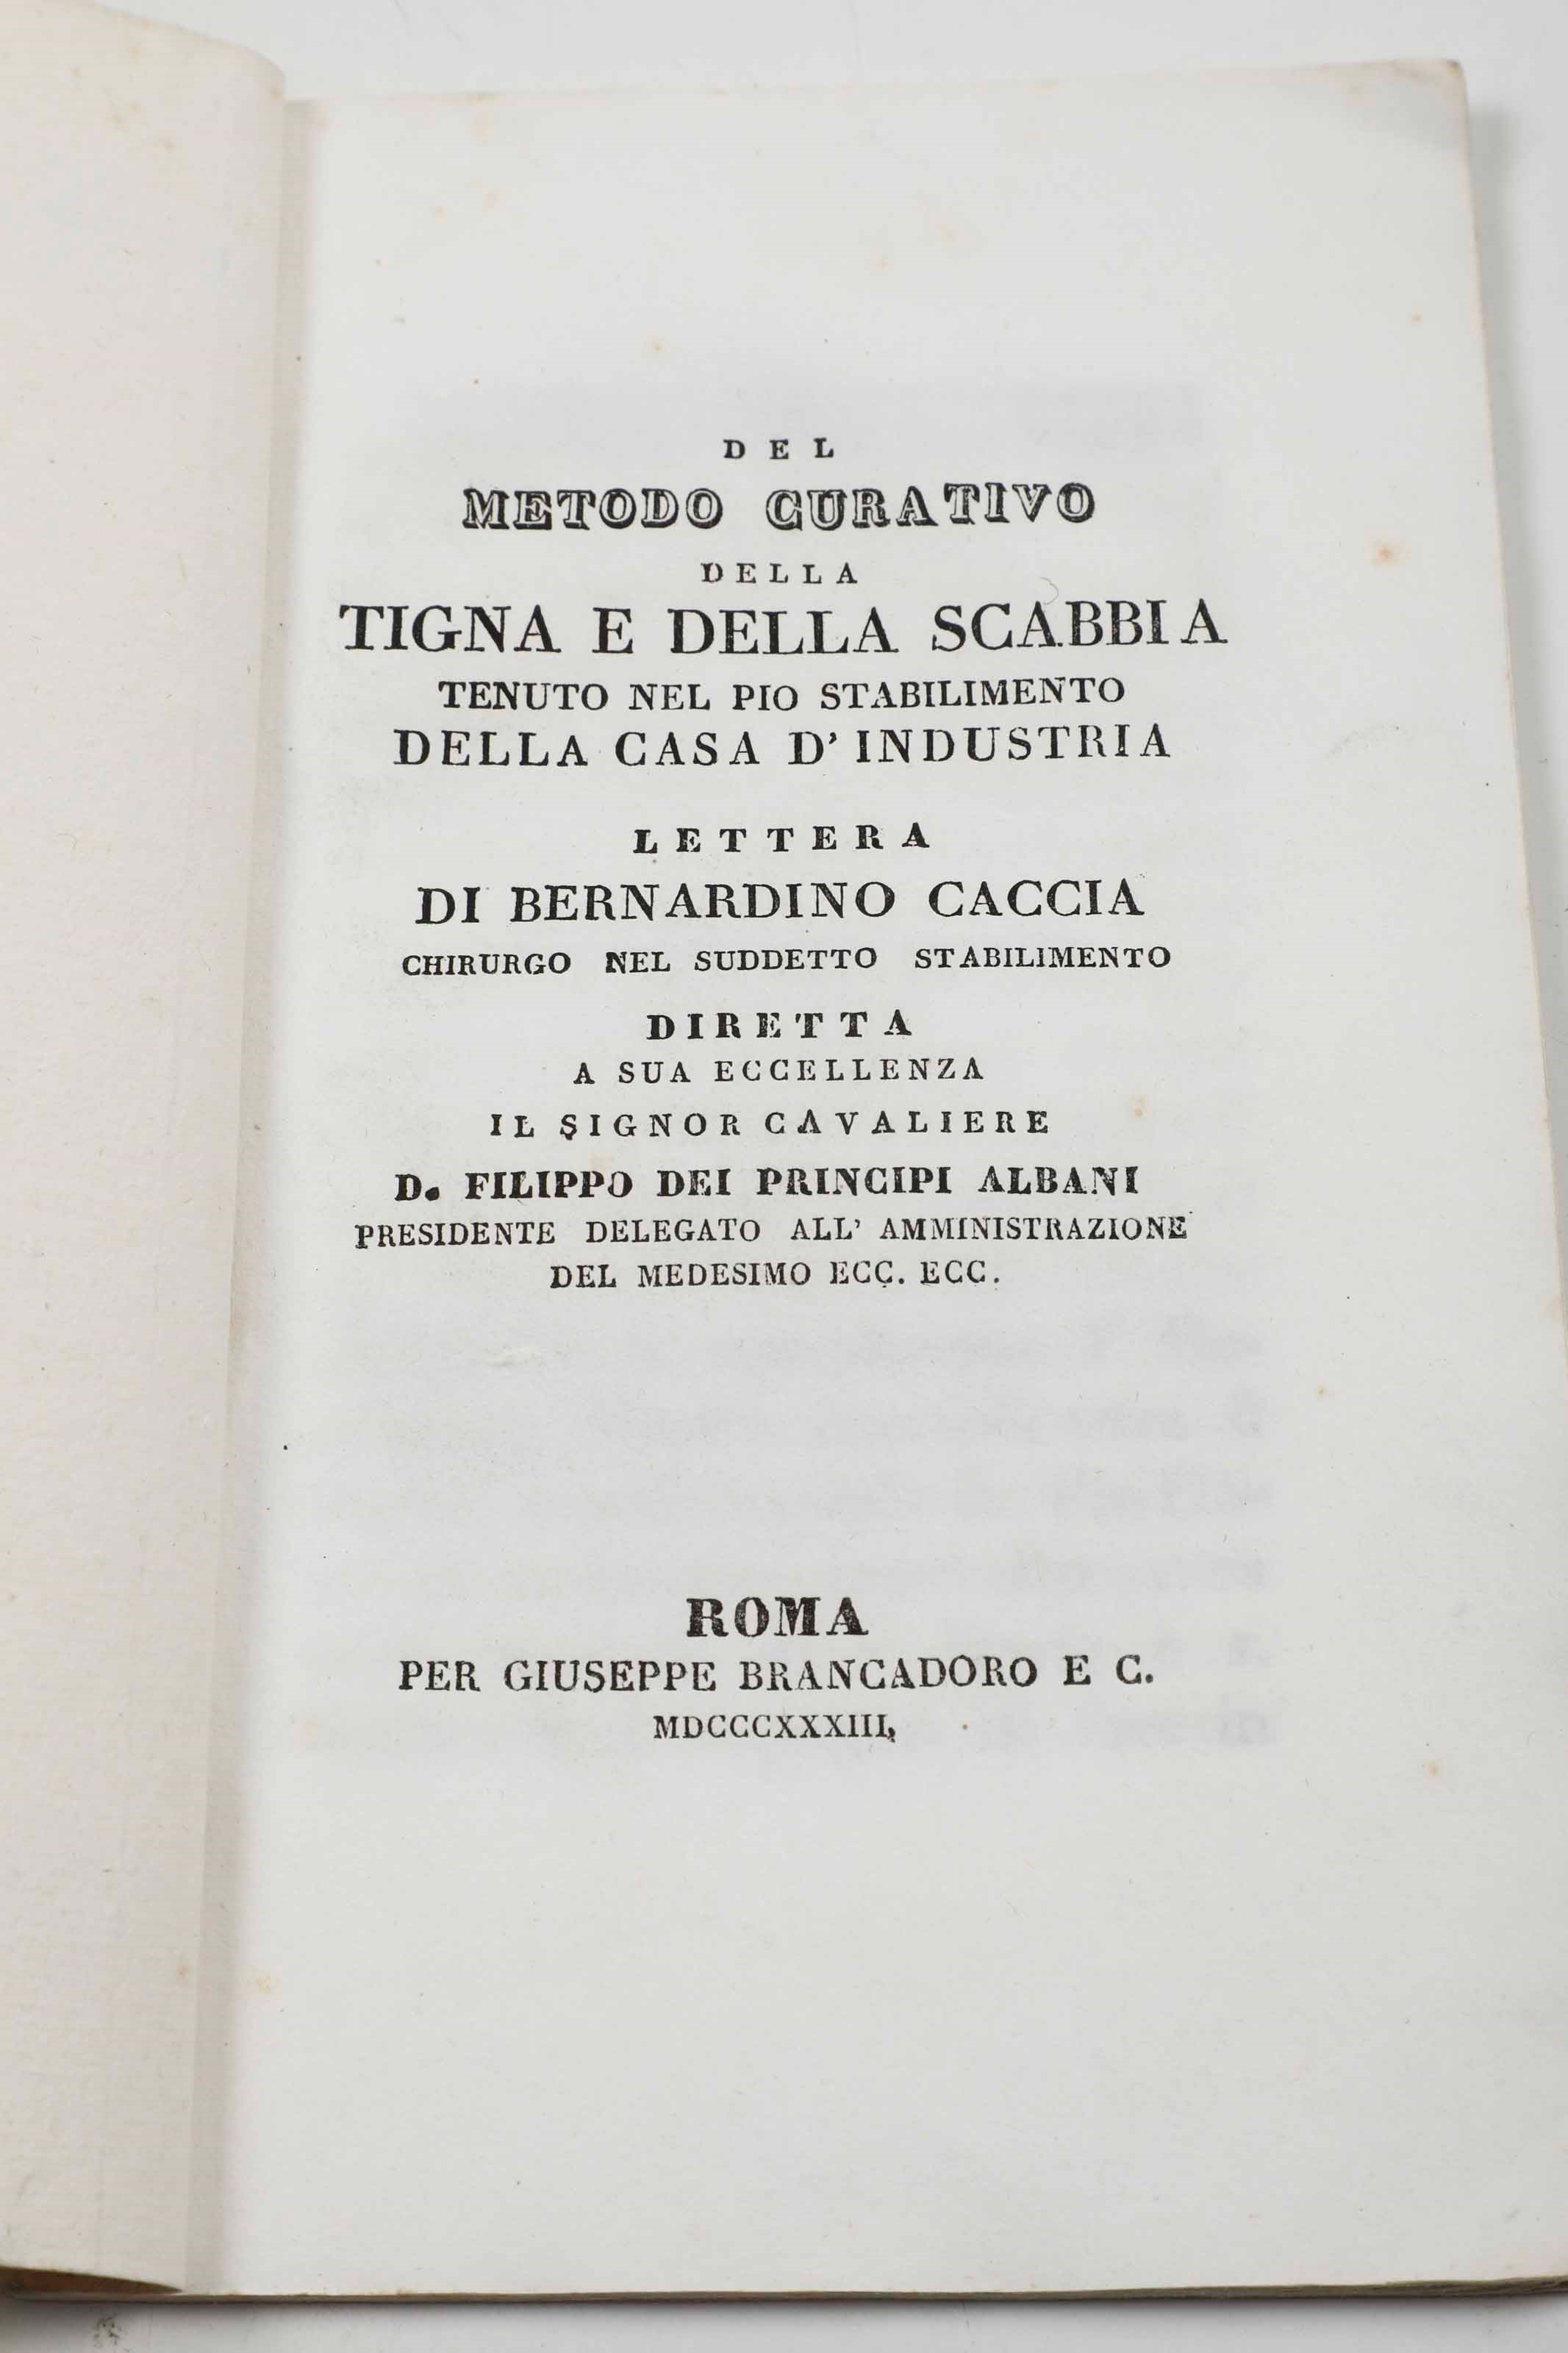 DEL
METODO CURATIVO
DELLA
TIGNA E DELLA SCABBIA
TENUTO NEL PIO STABILIMENTO
DELLA CASA D' INDUSTRIA
LETTERA
DI BERNARDINO CACCIA
CHIRURGO NEL SUDDETTO STABILIMENTO
DIRETTA
A SUA ECCELLENZA
IL SIGNOR CAVALIERE
D. FILIPPO DEI PRINCIPI ALBANI
PRESIDENTE DELEGATO ALL' AMMINISTRAZIONE
DEL MEDESIMO ECC. ECC.
ROMA
PER GIUSEPPE BRANCADORO E C.
MDCCCXXXIII,